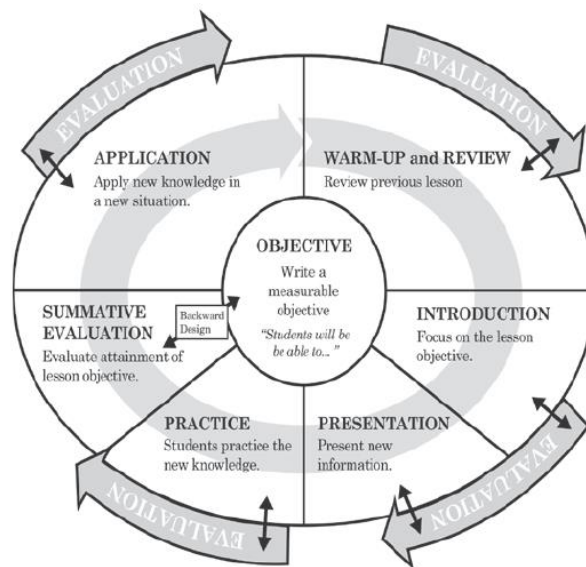 EVALUATION
EVALUATION
APPLICATION
Apply new knowledge in
a new situation.
WARM-UP and REVIEW
Review previous lesson
OBJECTIVE
Write a
measurable
objective
"Students will be
be able to... "
SUMMATIVE
EVALUATION
Evaluate attainment of
lesson objective.
Backward
Design
INTRODUCTION
Focus on the lesson
objective.
PRACTICE
Students practice the
new knowledge.
PRESENTATION
Present new
information.
EVALUATION
EVALUATION